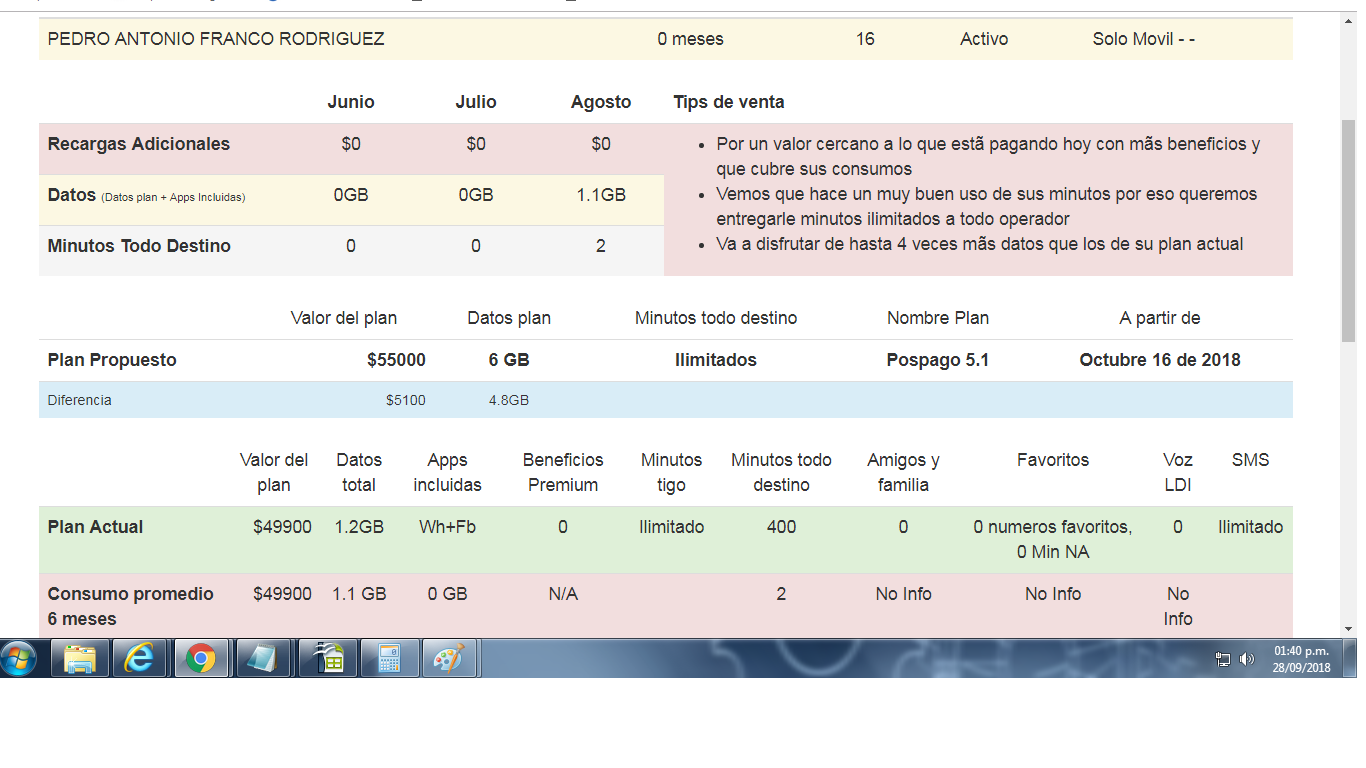 PEDRO ANTONIO FRANCO RODRIGUEZ 0 meses 16 Activo Solo Movil - -
Junio Julio Agosto Tips de venta
Recargas Adicionales $0 $0 $0
• Por un valor cercano a lo que estã pagando hoy con mãs beneficios y
que cubre sus consumos
Datos (Datos plan + Apps Incluidas) 0GB 0GB 1.1GB
• Vemos que hace un muy buen uso de sus minutos por eso queremos
entregarle minutos ilimitados a todo operador
Minutos Todo Destino 0 0 2
• Va a disfrutar de hasta 4 veces mãs datos que los de su plan actual
Valor del plan Datos plan Minutos todo destino Nombre Plan A partir de
Plan Propuesto $55000 6 GB Ilimitados Pospago 5.1 Octubre 16 de 2018
Diferencia $5100 4.8GB
Valor del Datos Apps Beneficios Minutos Minutos todo Amigos y Favoritos Voz SMS
plan total incluidas Premium tigo destino familia LDI
Plan Actual $49900 1.2GB Wh+Fb 0 Ilimitado 400 0 0 numeros favoritos, 0 Ilimitado
0 Min NA
Consumo promedio $49900 1.1 GB 0 GB N/A 2 No Info No Info No
6 meses Info
01:40 p.m.
28/09/2018